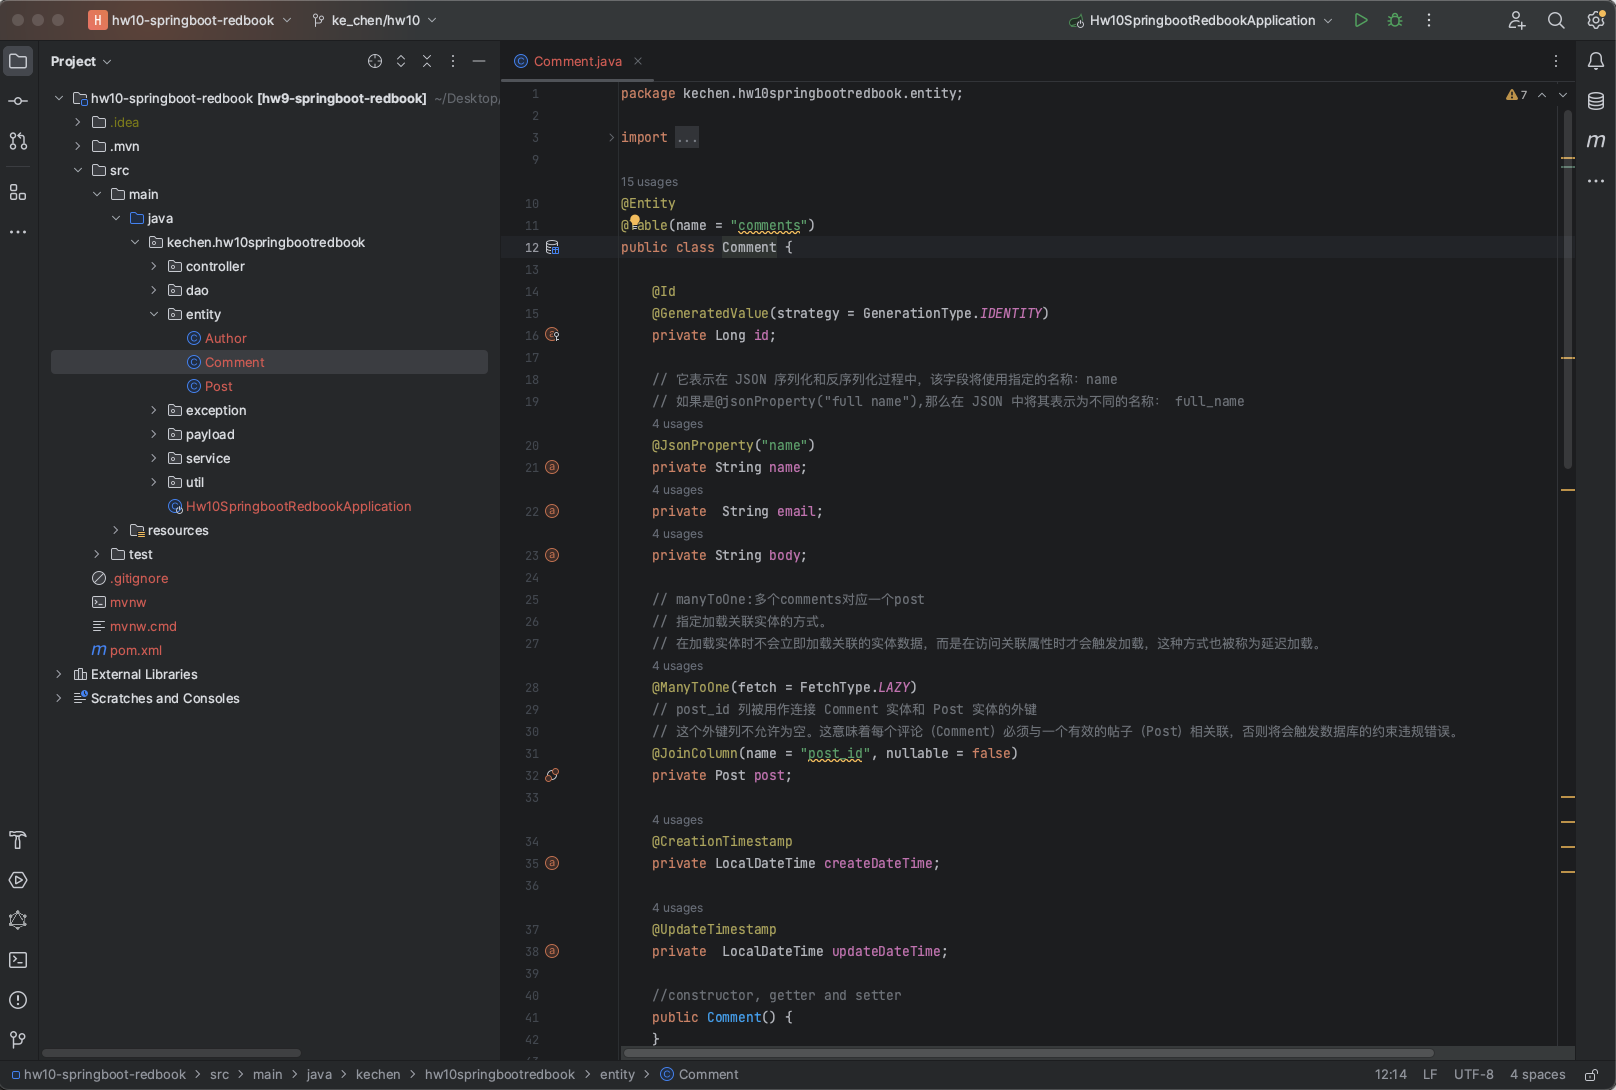 H hw10-springboot-redbook ke_chen/hw10 Hw10SpringbootRedbookApplication
Project
Comment.java
hw10-springboot-redbook [hw9-springboot-redbook] ~/Desktop/
.idea
.mvn
src
main
java
kechen.hw10springbootredbook
controller
dao
entity
Author
Comment
Post
exception
payload
service
util
Hw10SpringbootRedbookApplication
resources
test
.gitignore
mvnw
mvnw.cmd
m pom.xml
External Libraries
Scratches and Consoles
7
1 package kechen.hw10springbootredbook.entity;
2
3 import ...
9
15 usages
10 @Entity
11 @Table(name = "comments")
12 public class Comment {
13
14 @Id
15 @GeneratedValue(strategy = GenerationType.IDENTITY)
16 private Long id;
17
18 // 它表示在 JSON 序列化和反序列化过程中，该字段将使用指定的名称：name
19 // 如果是@jsonProperty("full name"),那么在 JSON 中将其表示为不同的名称： full_name
4 usages
20 @JsonProperty("name")
21 private String name;
4 usages
22 private  String email;
4 usages
23 private String body;
24
25 // manyToOne:多个comments对应一个post
26 // 指定加载关联实体的方式。
27 // 在加载实体时不会立即加载关联的实体数据，而是在访问关联属性时才会触发加载，这种方式也被称为延迟加载。
4 usages
28 @ManyToOne(fetch = FetchType.LAZY)
29 // post_id 列被用作连接 Comment 实体和 Post 实体的外键
30 // 这个外键列不允许为空。这意味着每个评论（Comment）必须与一个有效的帖子（Post）相关联，否则将会触发数据库的约束违规错误。
31 @JoinColumn(name = "post_id", nullable = false)
32 private Post post;
33
4 usages
34 @CreationTimestamp
35 private LocalDateTime createDateTime;
36
4 usages
37 @UpdateTimestamp
38 private  LocalDateTime updateDateTime;
39
40 //constructor, getter and setter
41 public Comment() {
42 }
hw10-springboot-redbook > src > main > java > kechen > hw10springbootredbook > entity > Comment
12:14 LF UTF-8 4 spaces